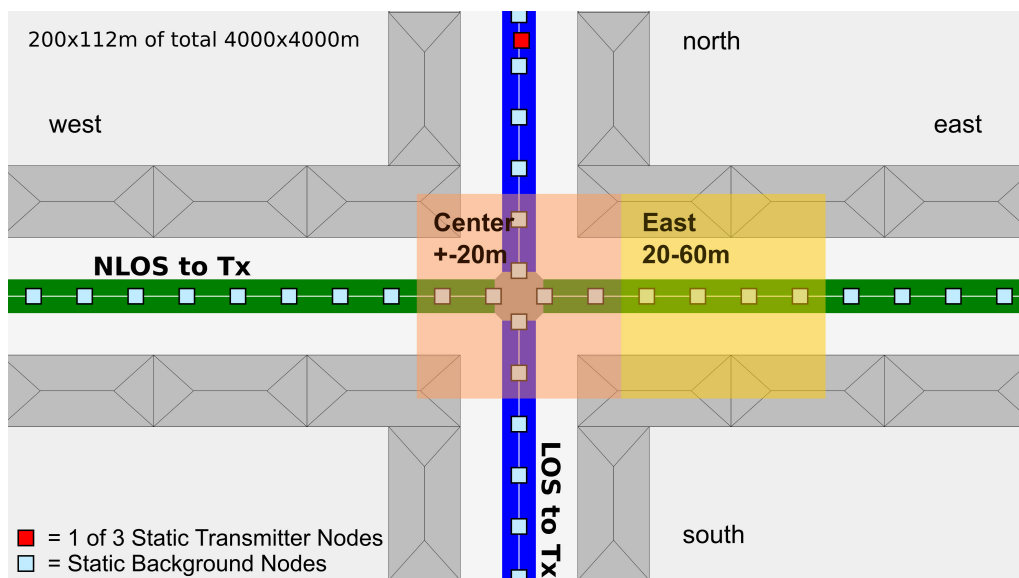 200x112m of total 4000x4000m
north
west
east
Center
+-20m
East
20-60m
NLOS to Tx
LOS to Tx
= 1 of 3 Static Transmitter Nodes
= Static Background Nodes
south